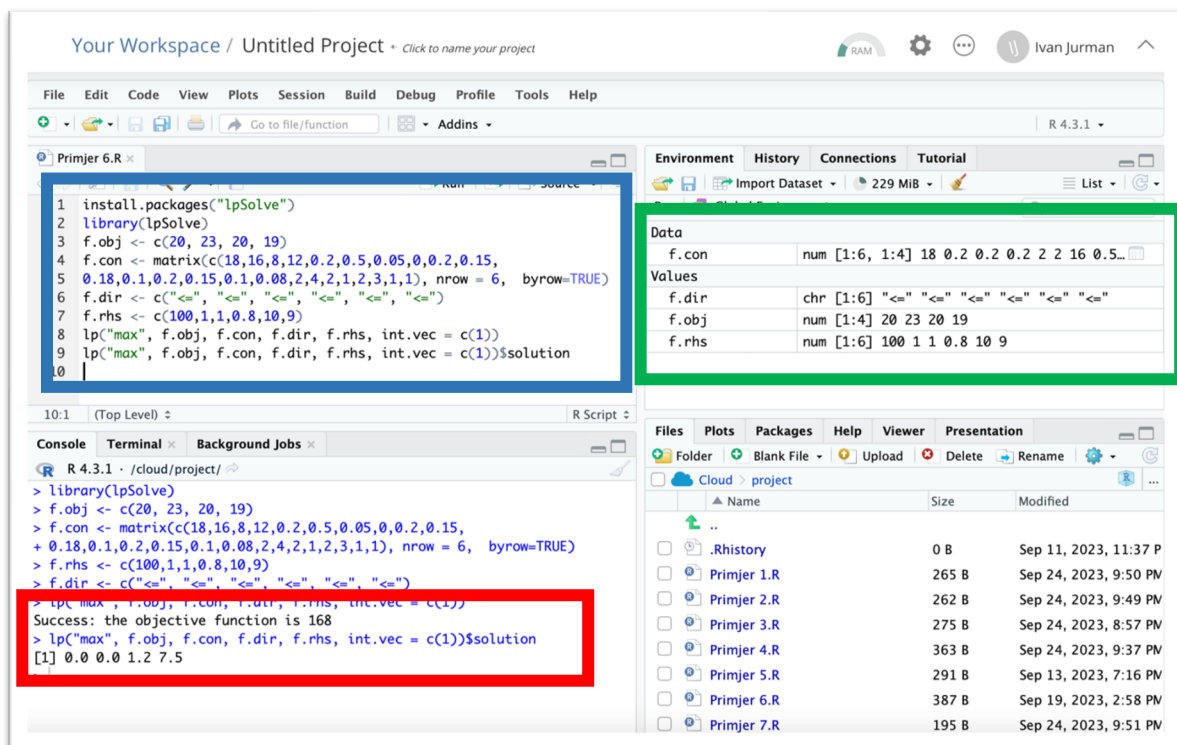 Your Workspace / Untitled Project ← Click to name your project
RAM
IJ
Ivan Jurman
File Edit Code View Plots Session Build Debug Profile Tools Help
Go to file/function
Addins
R 4.3.1
Primjer 6.R
Run
Source
1 install.packages("lpSolve")
2 library(lpSolve)
3 f.obj <- c(20, 23, 20, 19)
4 f.con <- matrix(c(18,16,8,12,0.2,0.5,0.05,0,0.2,0.15,
5 0.18,0.1,0.2,0.15,0.1,0.08,2,4,2,1,2,3,1,1), nrow = 6,  byrow=TRUE)
6 f.dir <- c("<=", "<=", "<=", "<=", "<=", "<=")
7 f.rhs <- c(100,1,1,0.8,10,9)
8 lp("max", f.obj, f.con, f.dir, f.rhs, int.vec = c(1))
9 lp("max", f.obj, f.con, f.dir, f.rhs, int.vec = c(1))$solution
10
10:1 (Top Level) R Script
Console Terminal Background Jobs
R R 4.3.1 · /cloud/project/
> library(lpSolve)
> f.obj <- c(20, 23, 20, 19)
> f.con <- matrix(c(18,16,8,12,0.2,0.5,0.05,0,0.2,0.15,
+ 0.18,0.1,0.2,0.15,0.1,0.08,2,4,2,1,2,3,1,1), nrow = 6,  byrow=TRUE)
> f.rhs <- c(100,1,1,0.8,10,9)
> f.dir <- c("<=", "<=", "<=", "<=", "<=", "<=")
> lp("max", f.obj, f.con, f.dir, f.rhs, int.vec = c(1))
Success: the objective function is 168
> lp("max", f.obj, f.con, f.dir, f.rhs, int.vec = c(1))$solution
[1] 0.0 0.0 1.2 7.5
>
Environment History Connections Tutorial
Import Dataset 229 MiB List
Data
f.con num [1:6, 1:4] 18 0.2 0.2 0.2 2 2 16 0.5…
Values
f.dir chr [1:6] "<=" "<=" "<=" "<=" "<=" "<="
f.obj num [1:4] 20 23 20 19
f.rhs num [1:6] 100 1 1 0.8 10 9
Files Plots Packages Help Viewer Presentation
Folder Blank File Upload Delete Rename
Cloud > project R ...
Name Size Modified
..
.Rhistory 0 B Sep 11, 2023, 11:37 P
Primjer 1.R 265 B Sep 24, 2023, 9:50 PM
Primjer 2.R 262 B Sep 24, 2023, 9:49 PM
Primjer 3.R 275 B Sep 24, 2023, 8:57 PM
Primjer 4.R 363 B Sep 24, 2023, 9:37 PM
Primjer 5.R 291 B Sep 13, 2023, 7:16 PM
Primjer 6.R 387 B Sep 19, 2023, 2:58 PM
Primjer 7.R 195 B Sep 24, 2023, 9:51 PM